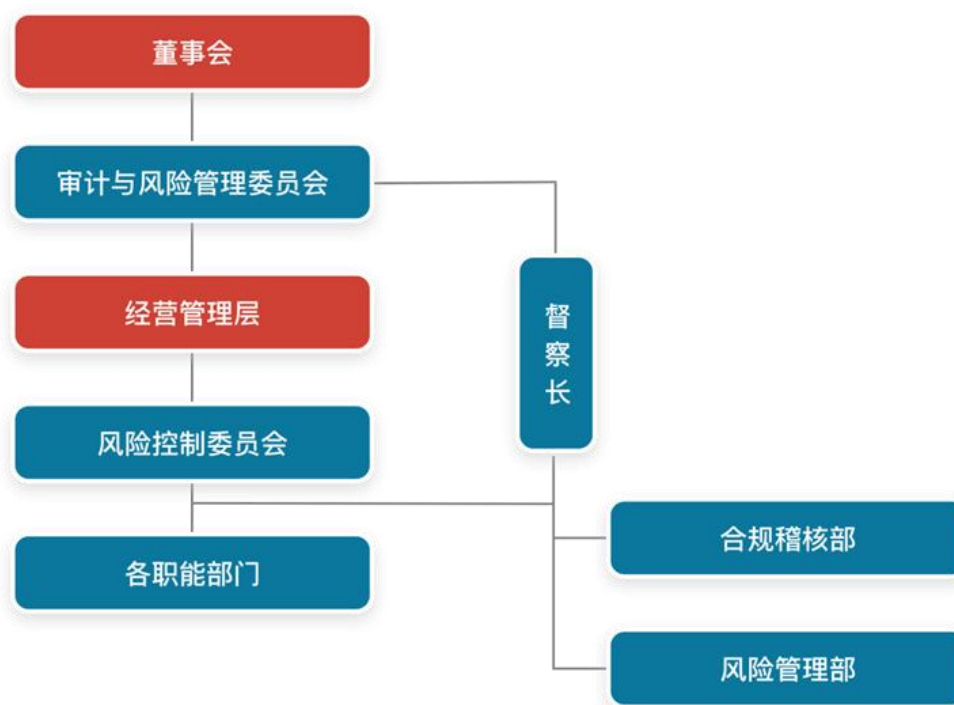 董事会
审计与风险管理委员会
经营管理层
督察长
风险控制委员会
合规稽核部
各职能部门
风险管理部